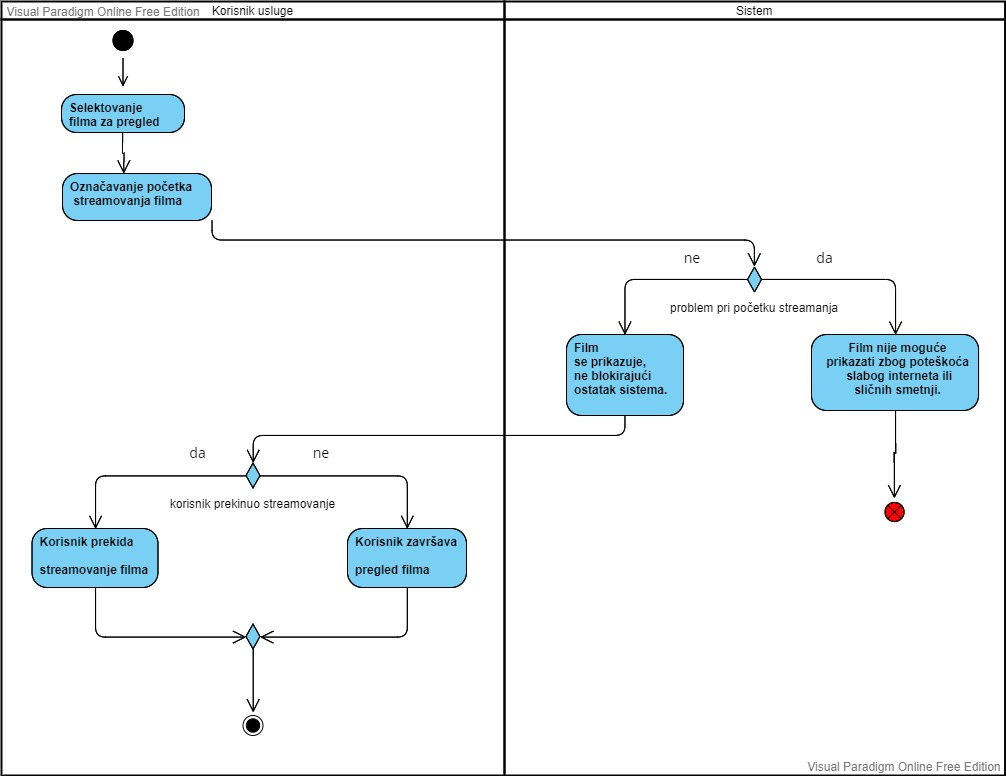 Visual Paradigm Online Free Edition
Korisnik usluge
Sistem
Selektovanje
filma za pregled
Označavanje početka
streamovanja filma
ne
da
problem pri početku streamanja
Film
se prikazuje,
ne blokirajući
ostatak sistema.
Film nije moguće
prikazati zbog poteškoća
slabog interneta ili
sličnih smetnji.
da
ne
korisnik prekinuo streamovanje
Korisnik prekida
streamovanje filma
Korisnik završava
pregled filma
Visual Paradigm Online Free Edition